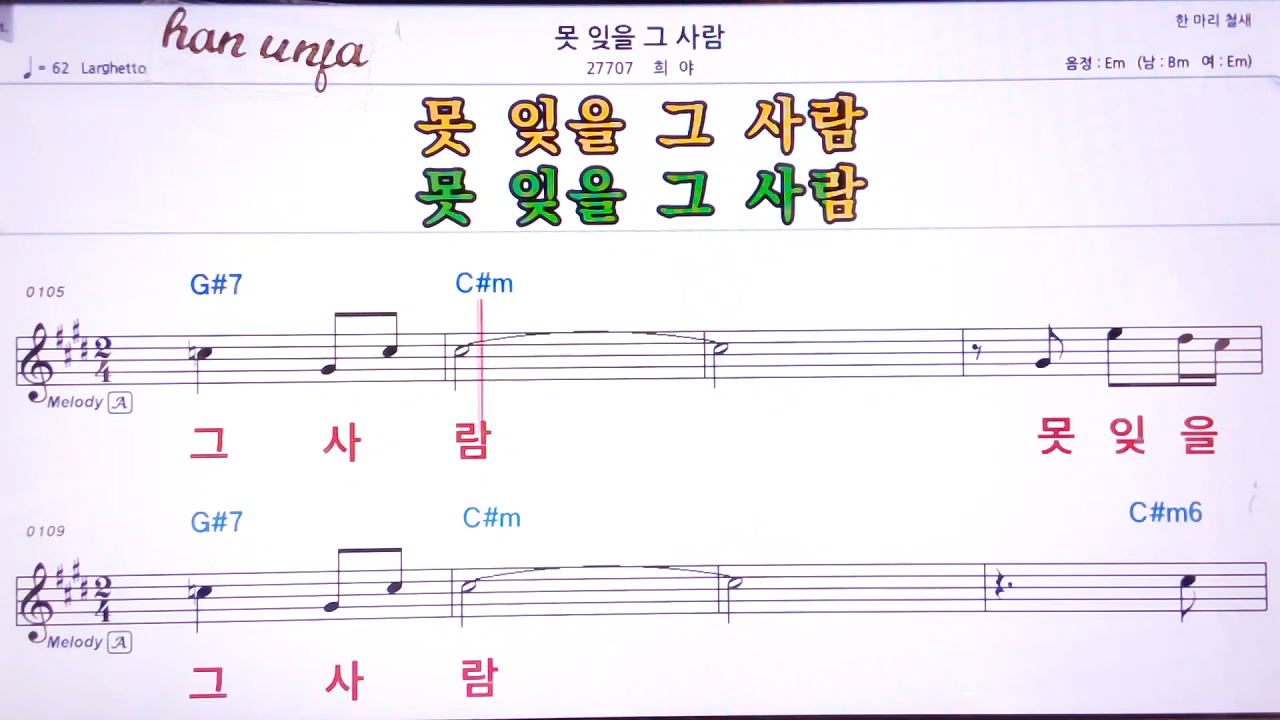 han unfa
못 잊을 그 사람
한 마리 철새
♩= 62 Larghetto
27707 희 야
음정 : Em (남 : Bm 여 : Em)
못 잊을 그 사람
못 잊을 그 사람
0105
G#7 C#m
Melody A
그 사 람 못 잊 을
0109
G#7 C#m C#m6
Melody A
그 사 람